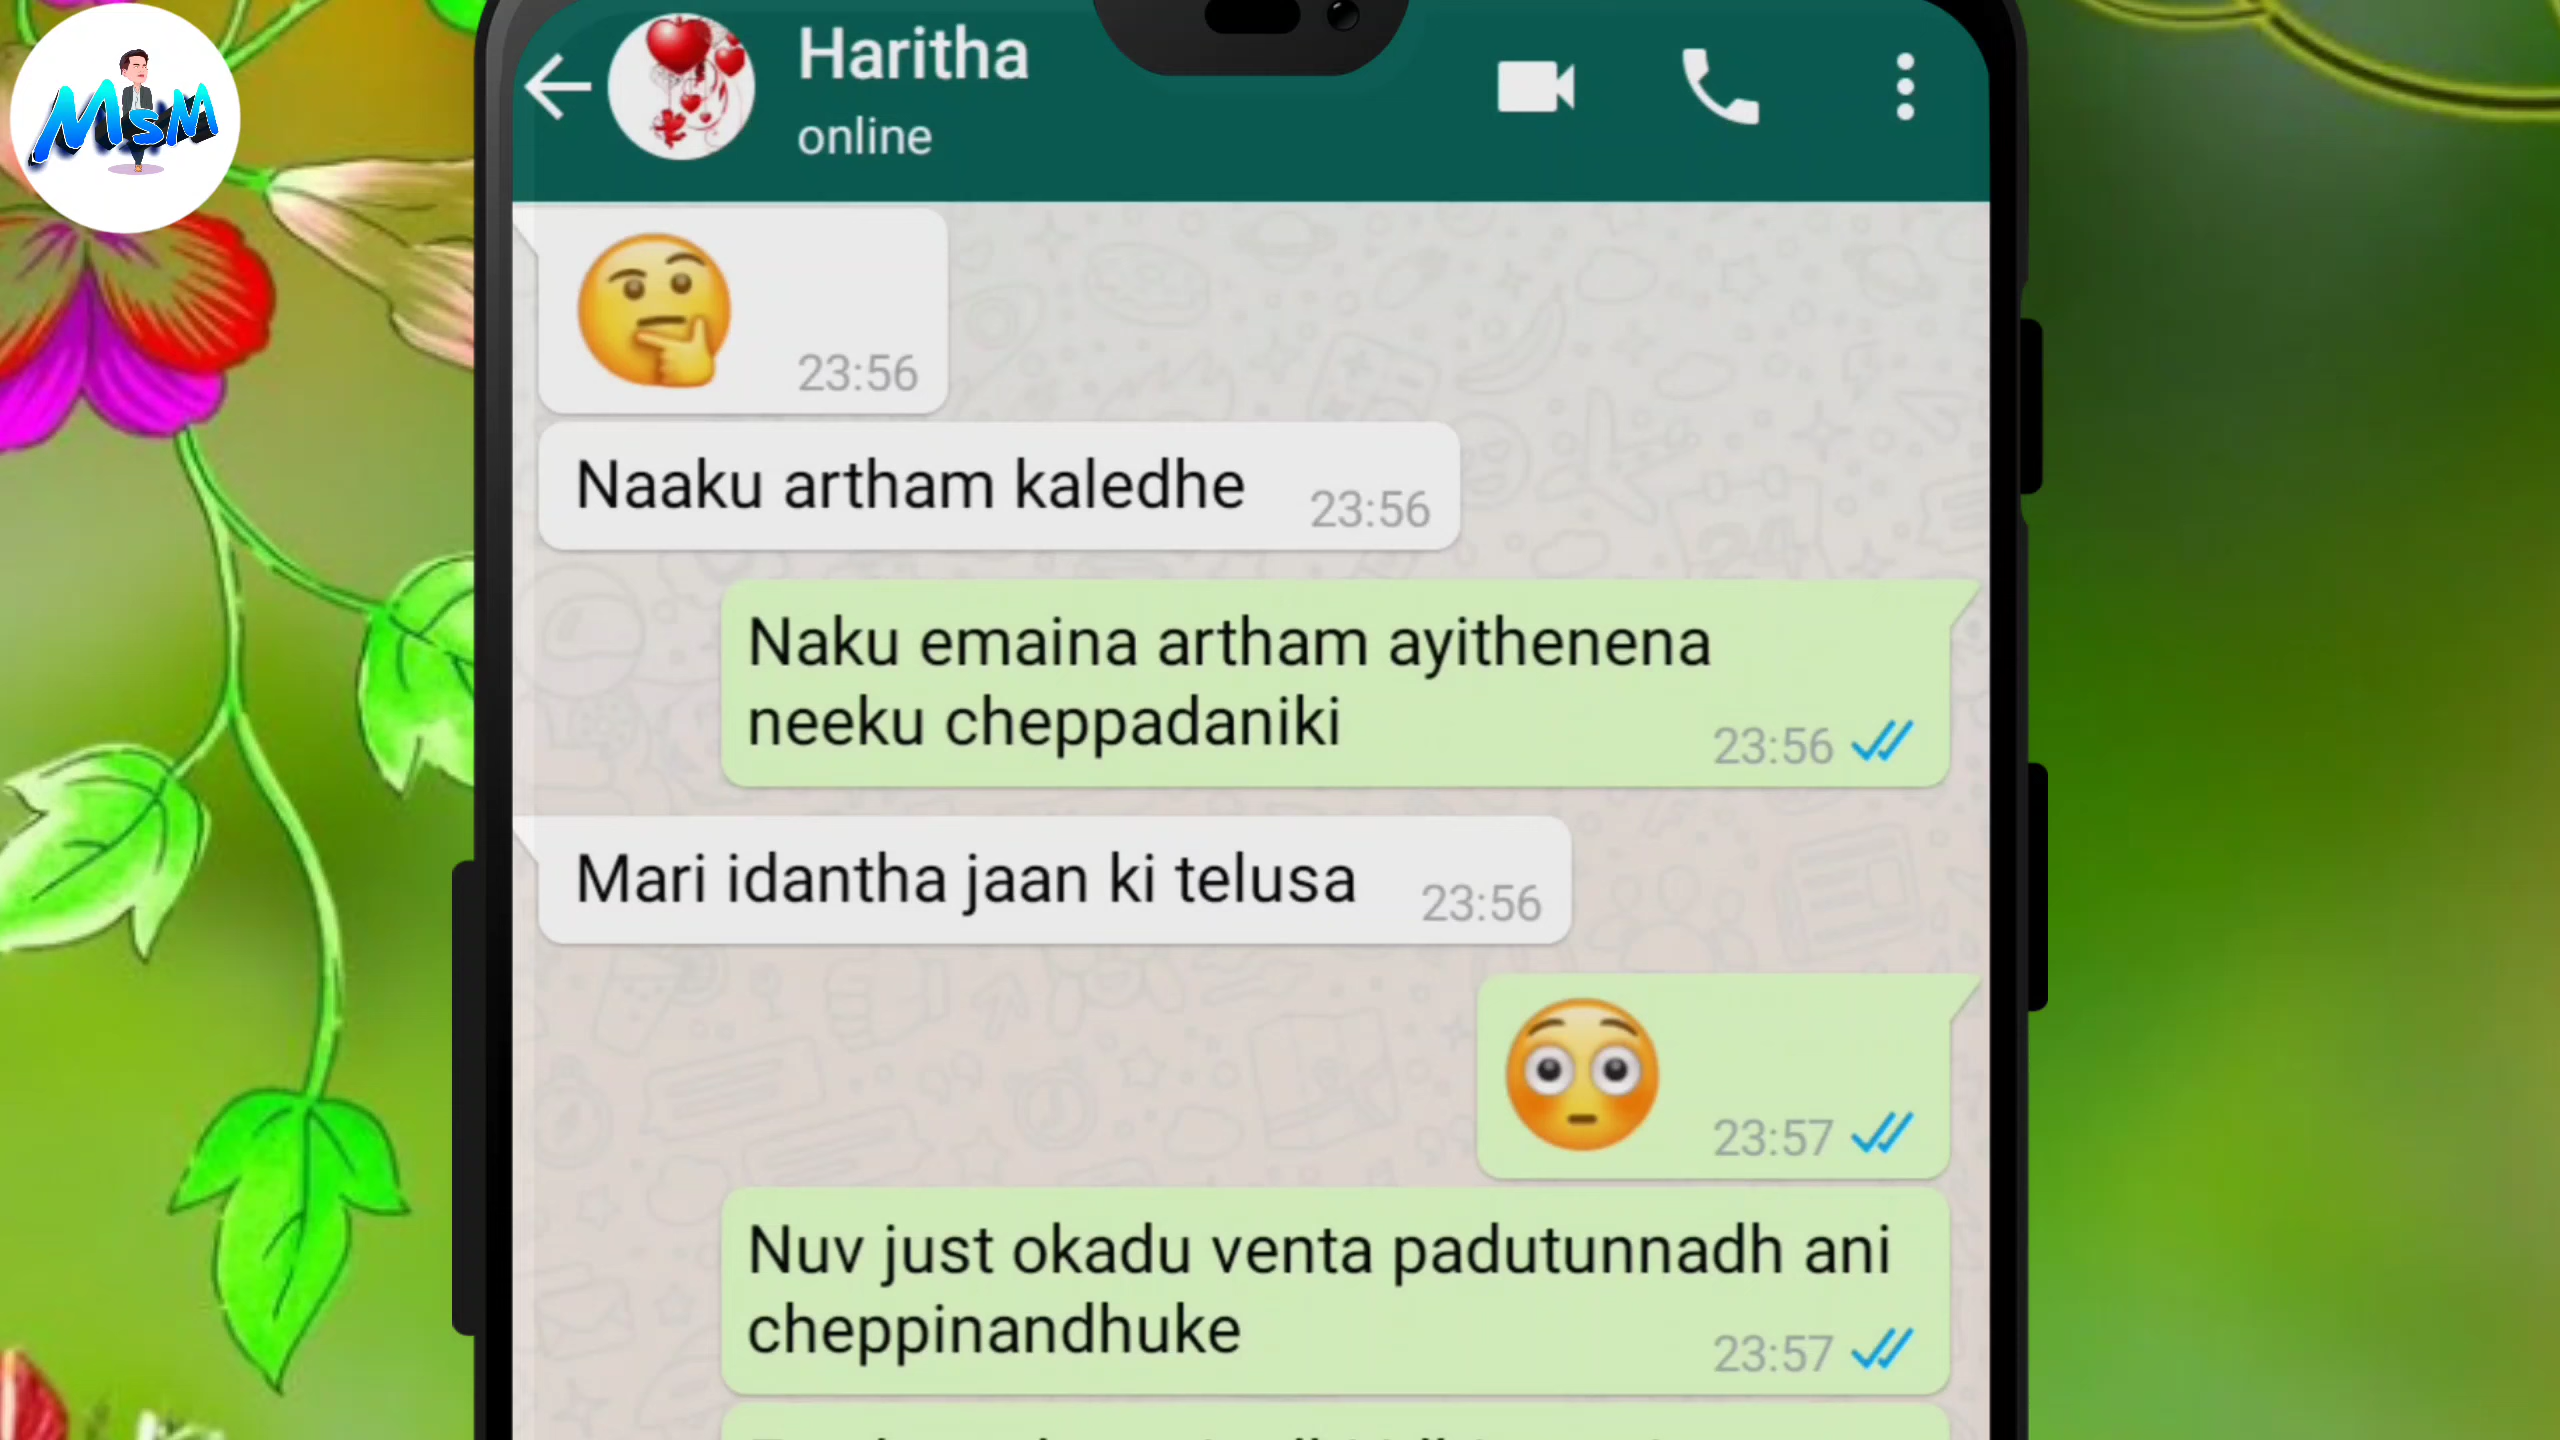 MSM
Haritha
online
🤔
23:56
Naaku artham kaledhe
23:56
Naku emaina artham ayithenena
neeku cheppadaniki
23:56
Mari idantha jaan ki telusa
23:56
😳
23:57
Nuv just okadu venta padutunnadh ani
cheppinandhuke
23:57